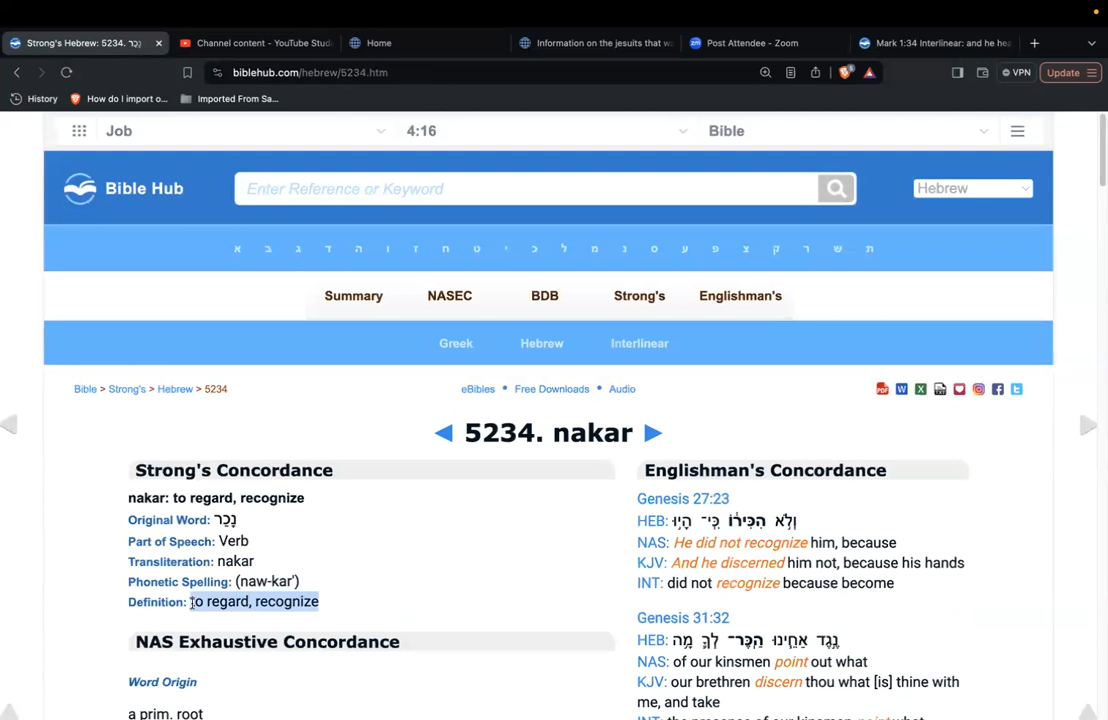 Strong's Hebrew: 5234. נָכַר
Channel content - YouTube Stud
Home
Information on the jesuits that w
Post Attendee - Zoom
Mark 1:34 Interlinear: and he hea
biblehub.com/hebrew/5234.htm
VPN
Update
History
How do I import o...
Imported From Sa...
Job
4:16
Bible
Bible Hub
Enter Reference or Keyword
Hebrew
א ב ג ד ה ו ז ח ט י כ ל מ נ ס ע פ צ ק ר ש ת
Summary NASEC BDB Strong's Englishman's
Greek Hebrew Interlinear
Bible > Strong's > Hebrew > 5234
eBibles • Free Downloads • Audio
◄ 5234. nakar ►
Strong's Concordance
nakar: to regard, recognize
Original Word: נָכַר
Part of Speech: Verb
Transliteration: nakar
Phonetic Spelling: (naw-kar')
Definition: to regard, recognize
NAS Exhaustive Concordance
Word Origin
a prim. root
Englishman's Concordance
Genesis 27:23
HEB: וְלֹ֣א הִכִּיר֔וֹ כִּֽי־ הָי֣וּ
NAS: He did not recognize him, because
KJV: And he discerned him not, because his hands
INT: did not recognize because become
Genesis 31:32
HEB: נֶ֣גֶד אַחֵ֧ינוּ הַֽכֶּר־ לְךָ֛ מָ֥ה
NAS: of our kinsmen point out what
KJV: our brethren discern thou what [is] thine with
me, and take